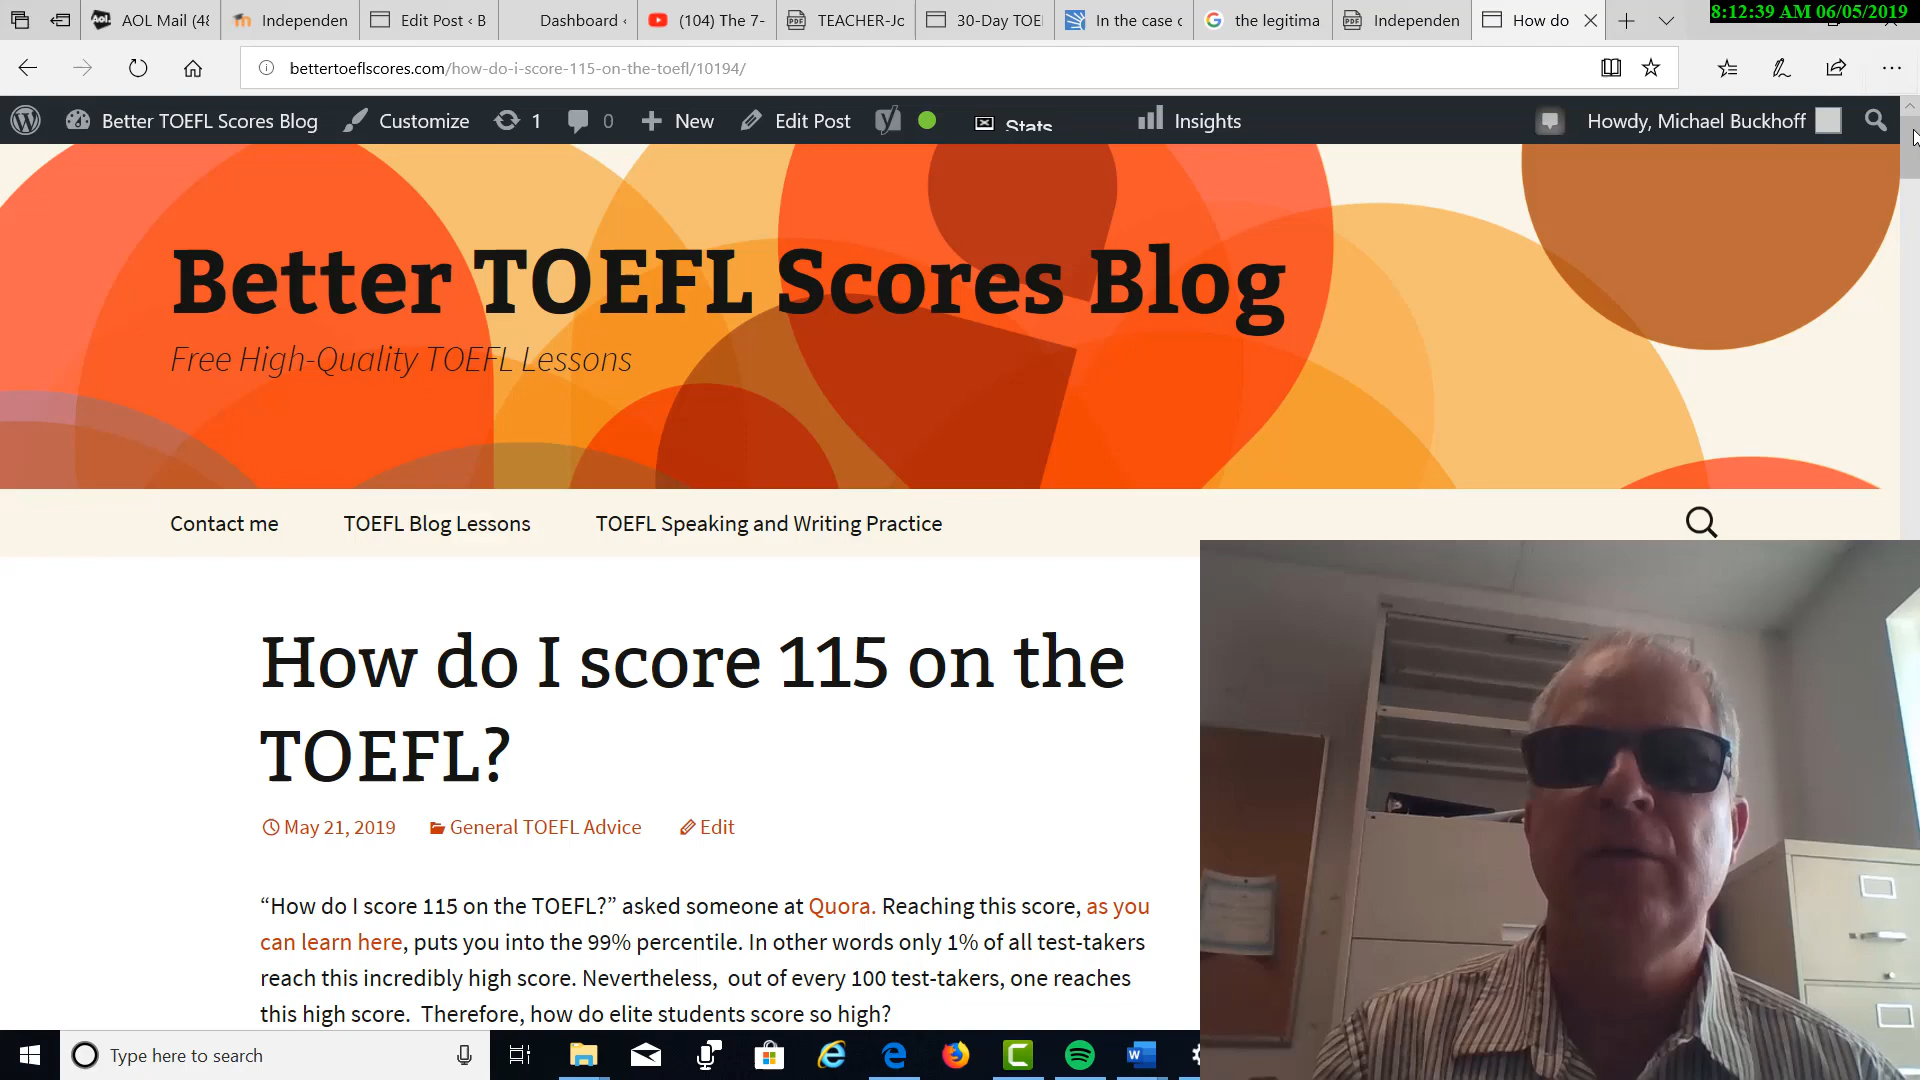 AOL Mail (48
Independen
Edit Post ‹ B
Dashboard ‹
(104) The 7-
TEACHER-Jc
30-Day TOE
In the case c
the legitima
Independen
How do
8:12:39 AM 06/05/2019
bettertoeflscores.com/how-do-i-score-115-on-the-toefl/10194/
Better TOEFL Scores Blog
Customize
1
0
New
Edit Post
Stats
Insights
Howdy, Michael Buckhoff
Better TOEFL Scores Blog
Free High-Quality TOEFL Lessons
Contact me
TOEFL Blog Lessons
TOEFL Speaking and Writing Practice
How do I score 115 on the
TOEFL?
May 21, 2019
General TOEFL Advice
Edit
“How do I score 115 on the TOEFL?” asked someone at Quora. Reaching this score, as you
can learn here, puts you into the 99% percentile. In other words only 1% of all test-takers
reach this incredibly high score. Nevertheless, out of every 100 test-takers, one reaches
this high score. Therefore, how do elite students score so high?
Type here to search